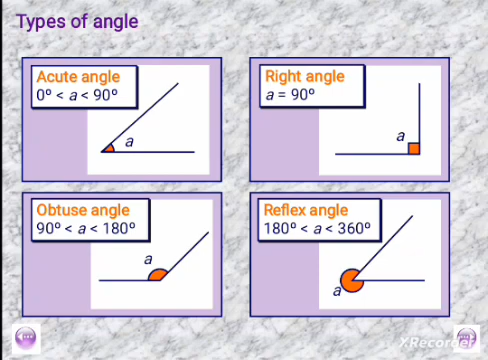 Types of angle
Acute angle
0º < a < 90º
a
Right angle
a = 90º
a
Obtuse angle
90º < a < 180º
a
Reflex angle
180º < a < 360º
a
XRecorder